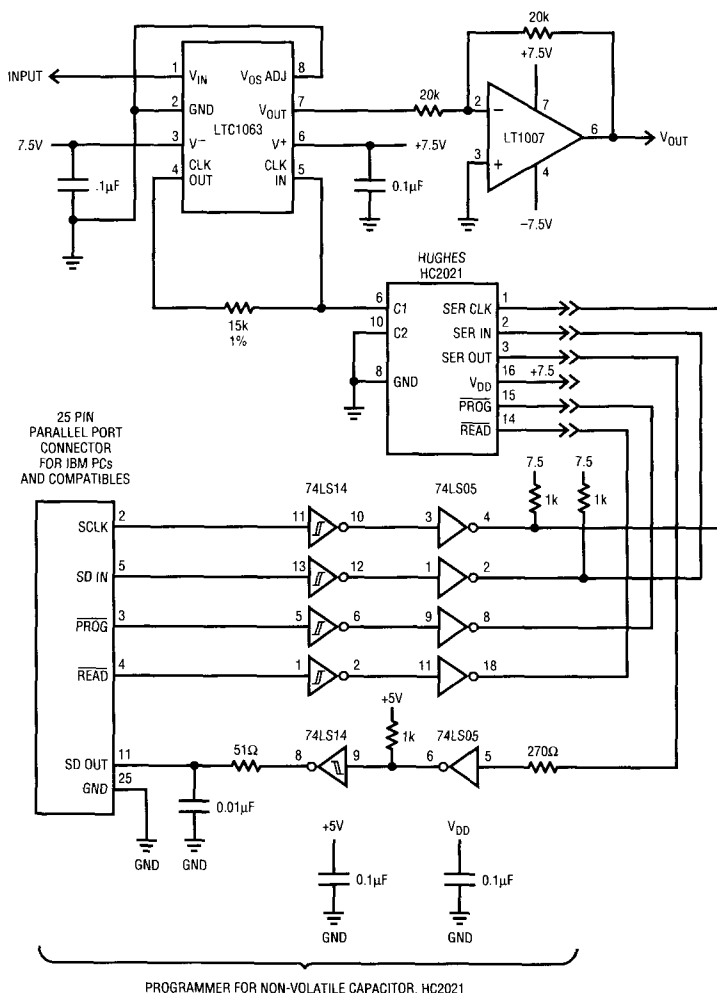 20k
+7.5V
INPUT
1
VIN
VOS ADJ
8
2
GND
VOUT
7
20k
2
−
7
LTC1063
LT1007
6
VOUT
7.5V
3
V−
V+
6
+7.5V
3
+
4
.1µF
4
CLK
OUT
CLK
IN
5
0.1µF
−7.5V
HUGHES
HC2021
15k
1%
6
C1
SER CLK
1
10
C2
SER IN
2
SER OUT
3
8
GND
VDD
16
+7.5
PROG
15
READ
14
25 PIN
PARALLEL PORT
CONNECTOR
FOR IBM PCs
AND COMPATIBLES
74LS14
74LS05
7.5
7.5
1k
1k
SCLK
2
11
10
3
4
SD IN
5
13
12
1
2
PROG
3
5
6
9
8
READ
4
1
2
11
18
+5V
1k
74LS14
74LS05
51Ω
270Ω
SD OUT
11
8
9
6
5
GND
25
0.01µF
GND
GND
+5V
VDD
0.1µF
0.1µF
GND
GND
PROGRAMMER FOR NON-VOLATILE CAPACITOR, HC2021